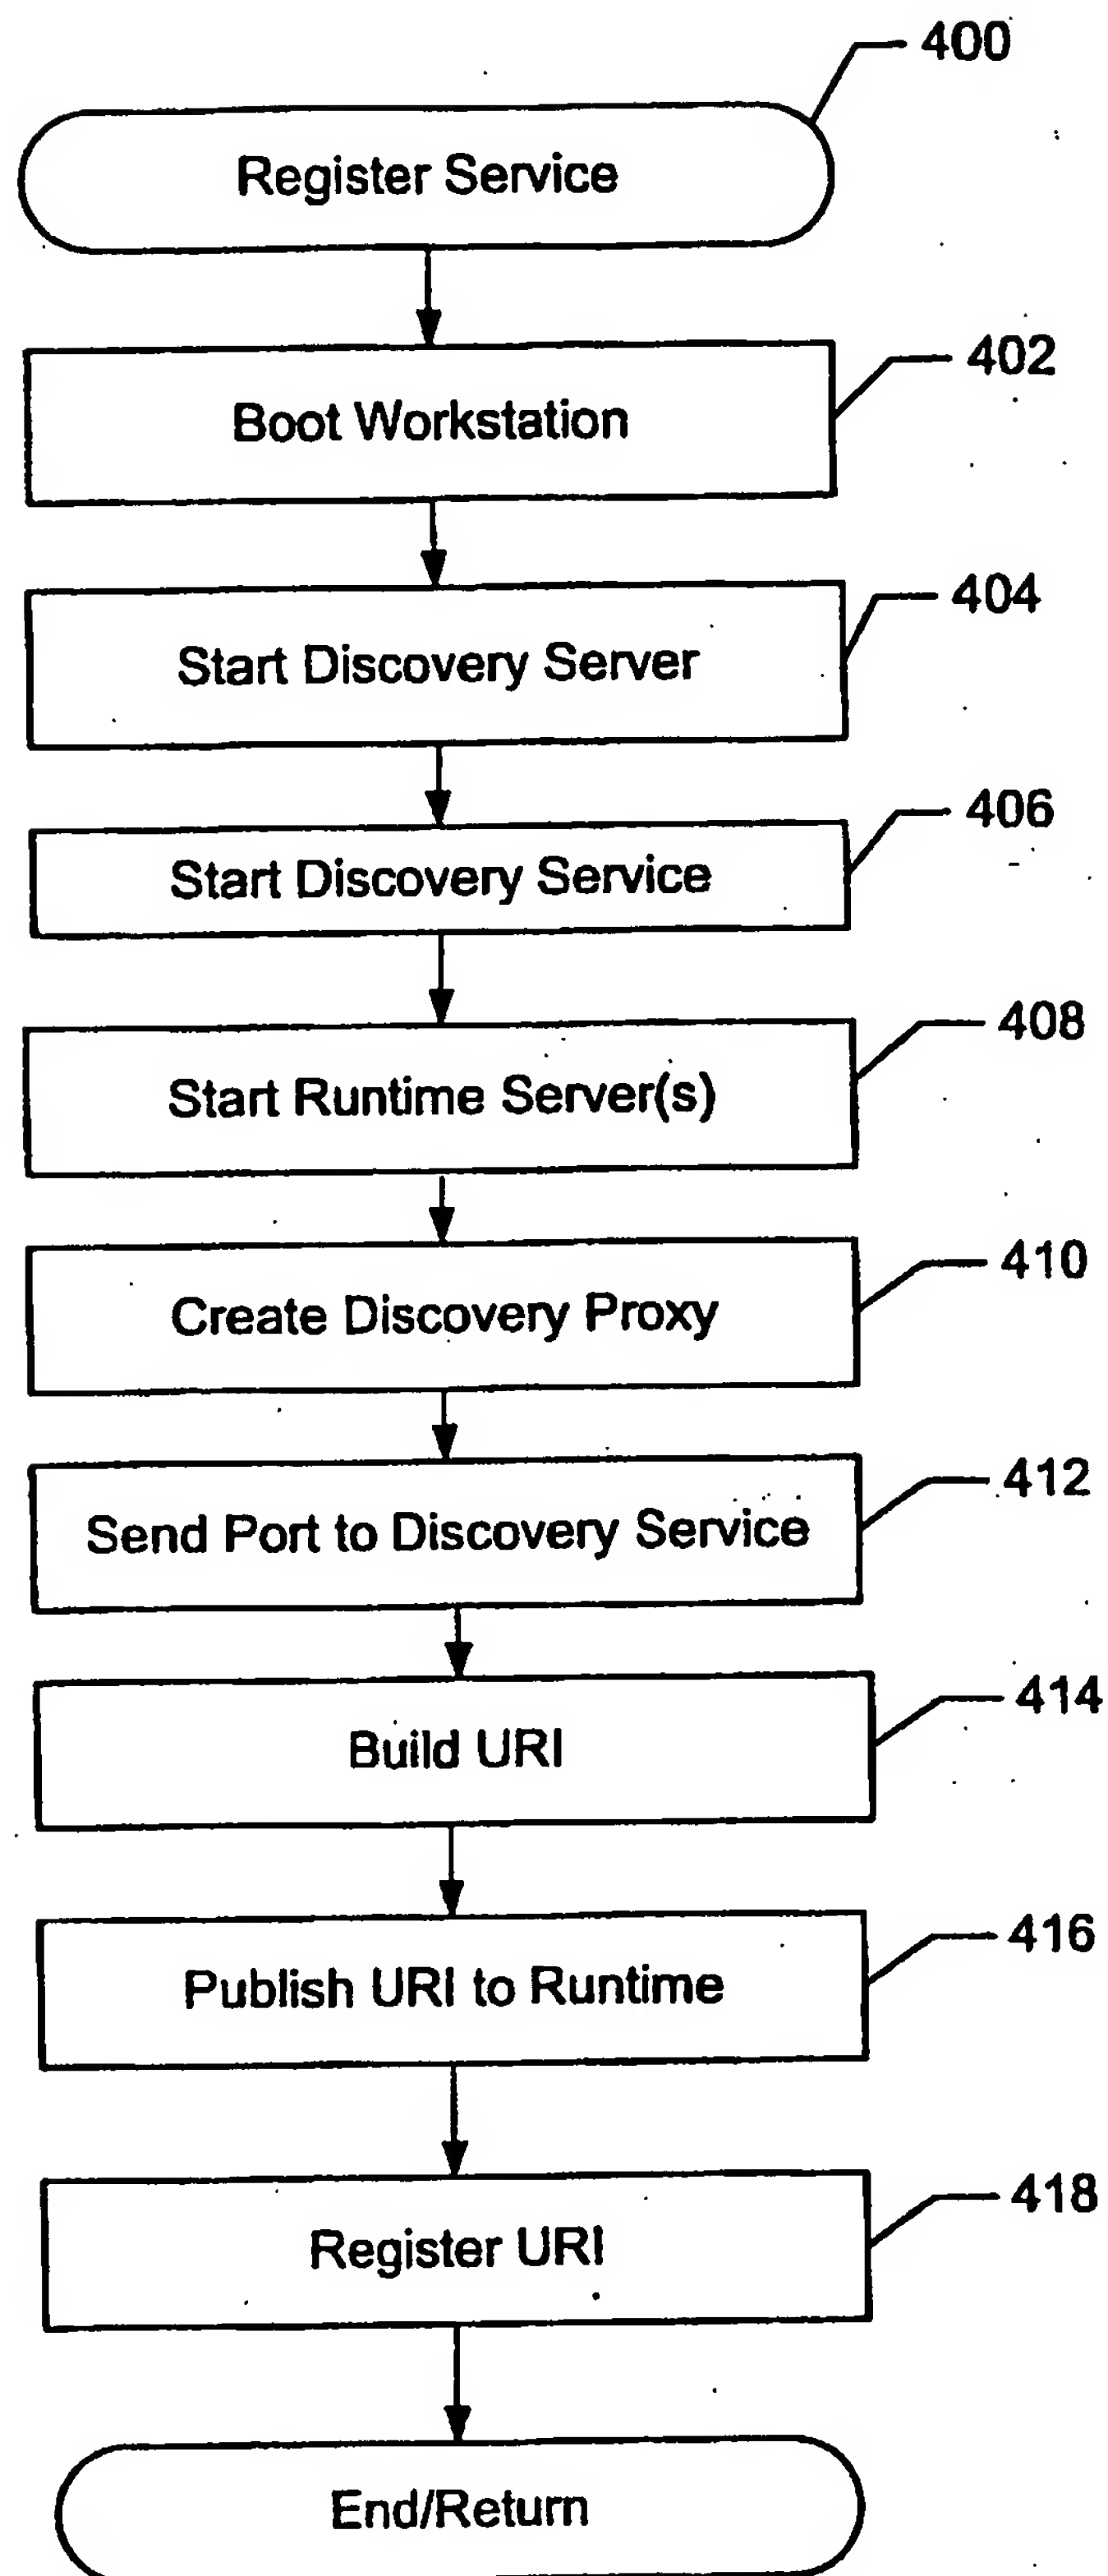 400
Register Service
402
Boot Workstation
404
Start Discovery Server
406
Start Discovery Service
408
Start Runtime Server(s)
410
Create Discovery Proxy
412
Send Port to Discovery Service
414
Build URI
416
Publish URI to Runtime
418
Register URI
End/Return